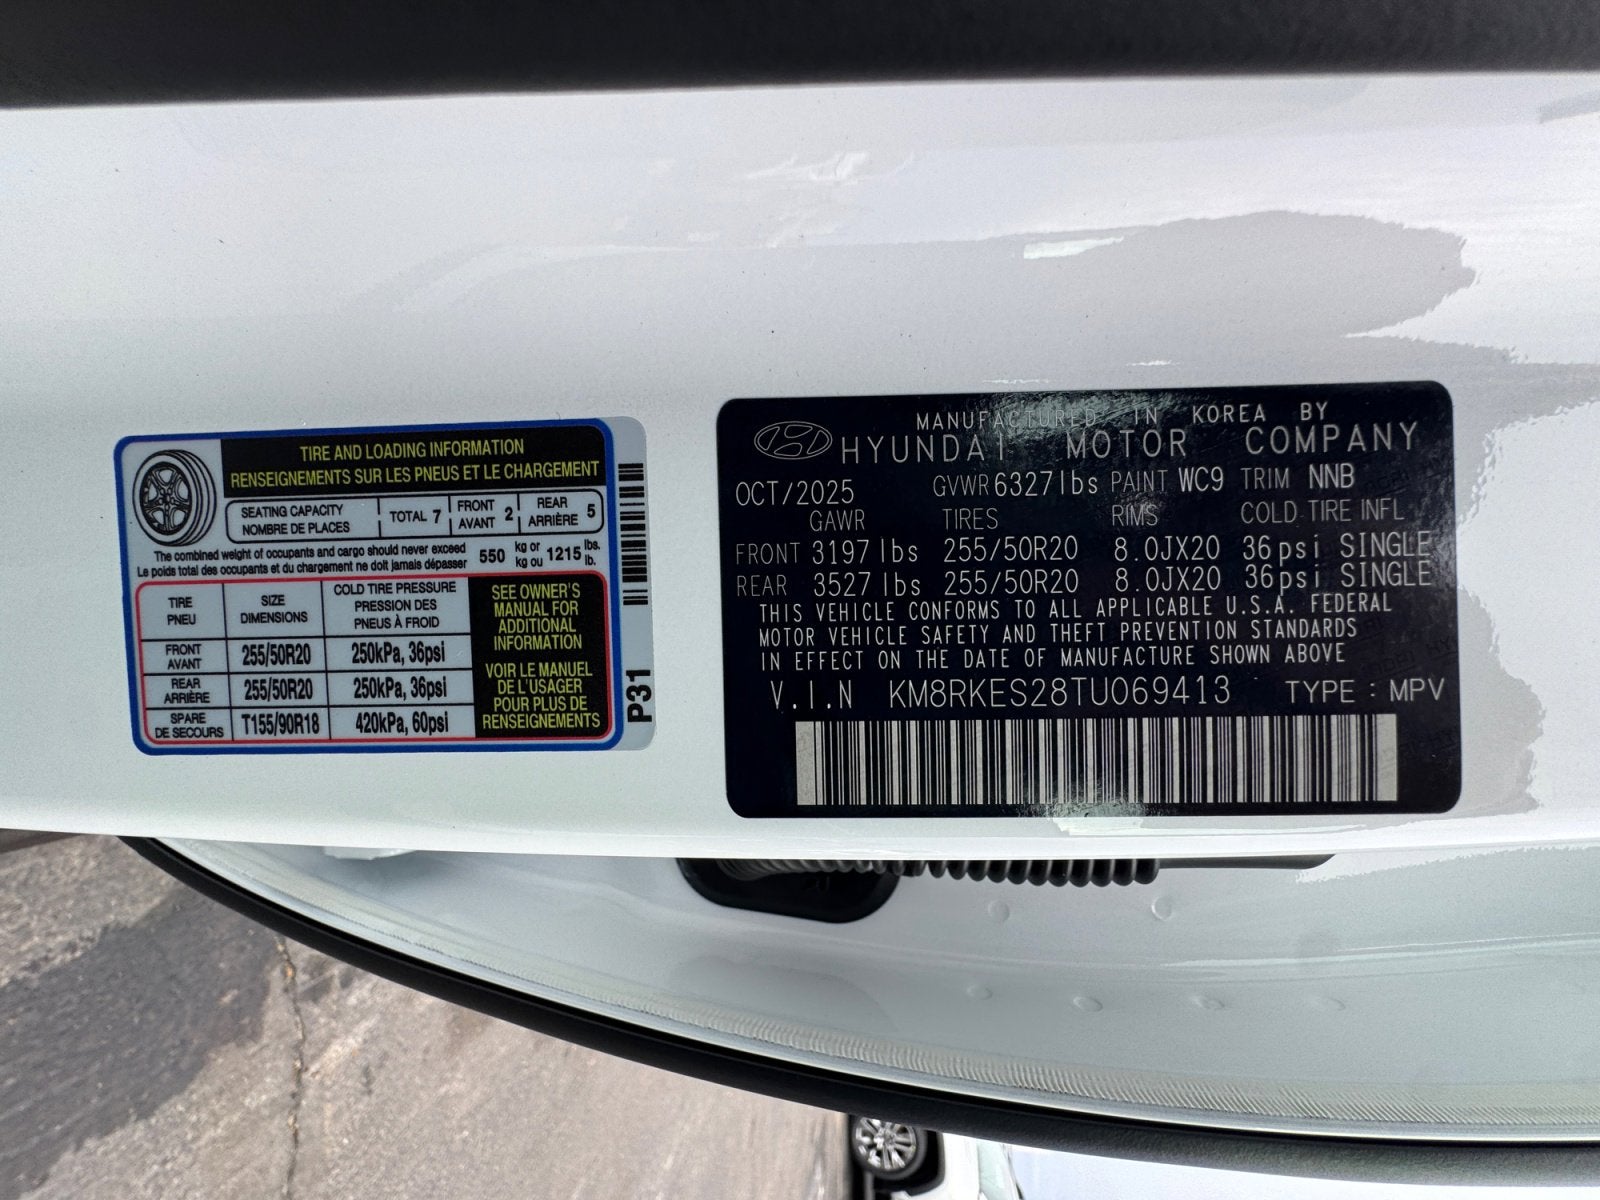 TIRE AND LOADING INFORMATION
RENSEIGNEMENTS SUR LES PNEUS ET LE CHARGEMENT
SEATING CAPACITY
NOMBRE DE PLACES
TOTAL 7
FRONT
AVANT 2
REAR
ARRIÈRE 5
The combined weight of occupants and cargo should never exceed
Le poids total des occupants et du chargement ne doit jamais dépasser
550 kg or
kg ou 1215 lbs.
lb.
TIRE
PNEU
SIZE
DIMENSIONS
COLD TIRE PRESSURE
PRESSION DES
PNEUS À FROID
FRONT
AVANT
255/50R20 250kPa, 36psi
REAR
ARRIÈRE
255/50R20 250kPa, 36psi
SPARE
DE SECOURS
T155/90R18 420kPa, 60psi
SEE OWNER'S
MANUAL FOR
ADDITIONAL
INFORMATION
VOIR LE MANUEL
DE L'USAGER
POUR PLUS DE
RENSEIGNEMENTS
P31
MANUFACTURED IN KOREA BY
HYUNDAI MOTOR COMPANY
OCT/2025 GVWR 6327lbs PAINT WC9 TRIM NNB
GAWR TIRES RIMS COLD TIRE INFL
FRONT 3197lbs 255/50R20 8.0JX20 36psi SINGLE
REAR 3527lbs 255/50R20 8.0JX20 36psi SINGLE
THIS VEHICLE CONFORMS TO ALL APPLICABLE U.S.A. FEDERAL
MOTOR VEHICLE SAFETY AND THEFT PREVENTION STANDARDS
IN EFFECT ON THE DATE OF MANUFACTURE SHOWN ABOVE
V.I.N KM8RKES28TU069413 TYPE : MPV